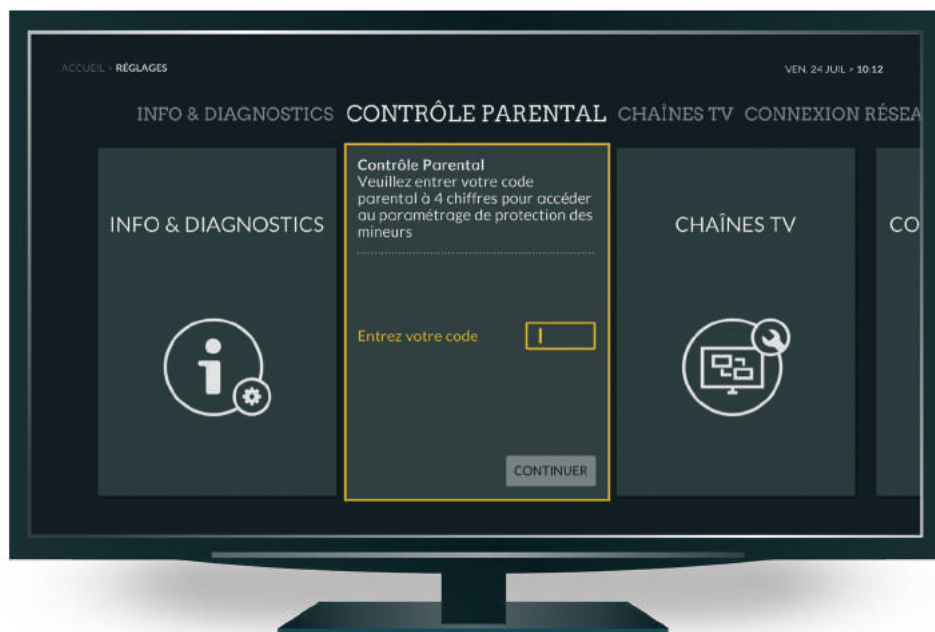 ACCUEIL > RÉGLAGES
VEN. 24 JUIL > 10:12
INFO & DIAGNOSTICS CONTRÔLE PARENTAL CHAÎNES TV CONNEXION RÉSEA
INFO & DIAGNOSTICS
Contrôle Parental
Veuillez entrer votre code
parental à 4 chiffres pour accéder
au paramétrage de protection des
mineurs
Entrez votre code
CONTINUER
CHAÎNES TV
CO